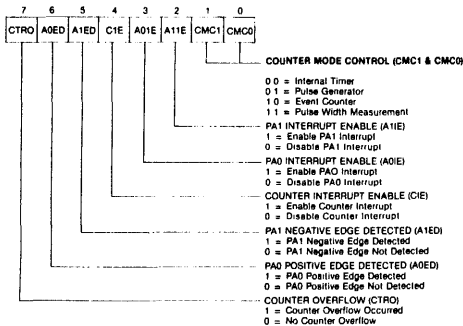 7 6 5 4 3 2 1 0
CTRO A0ED A1ED C1E A01E A11E CMC1 CMC0
COUNTER MODE CONTROL (CMC1 & CMC0)
0 0 = Internal Timer
0 1 = Pulse Generator
1 0 = Event Counter
1 1 = Pulse Width Measurement
PA1 INTERRUPT ENABLE (A1IE)
1 = Enable PA1 Interrupt
0 = Disable PA1 Interrupt
PA0 INTERRUPT ENABLE (A0IE)
1 = Enable PAO Interrupt
0 = Disable PA0 Interrupt
COUNTER INTERRUPT ENABLE (CIE)
1 = Enable Counter Interrupt
0 = Disable Counter Interrupt
PA1 NEGATIVE EDGE DETECTED (A1ED)
1 = PA1 Negative Edge Detected
0 = PA1 Negative Edge Not Detected
PA0 POSITIVE EDGE DETECTED (A0ED)
1 = PA0 Positive Edge Detected
0 = PA0 Positive Edge Not Detected
COUNTER OVERFLOW (CTRO)
1 = Counter Overflow Occurred
0 = No Counter Overflow